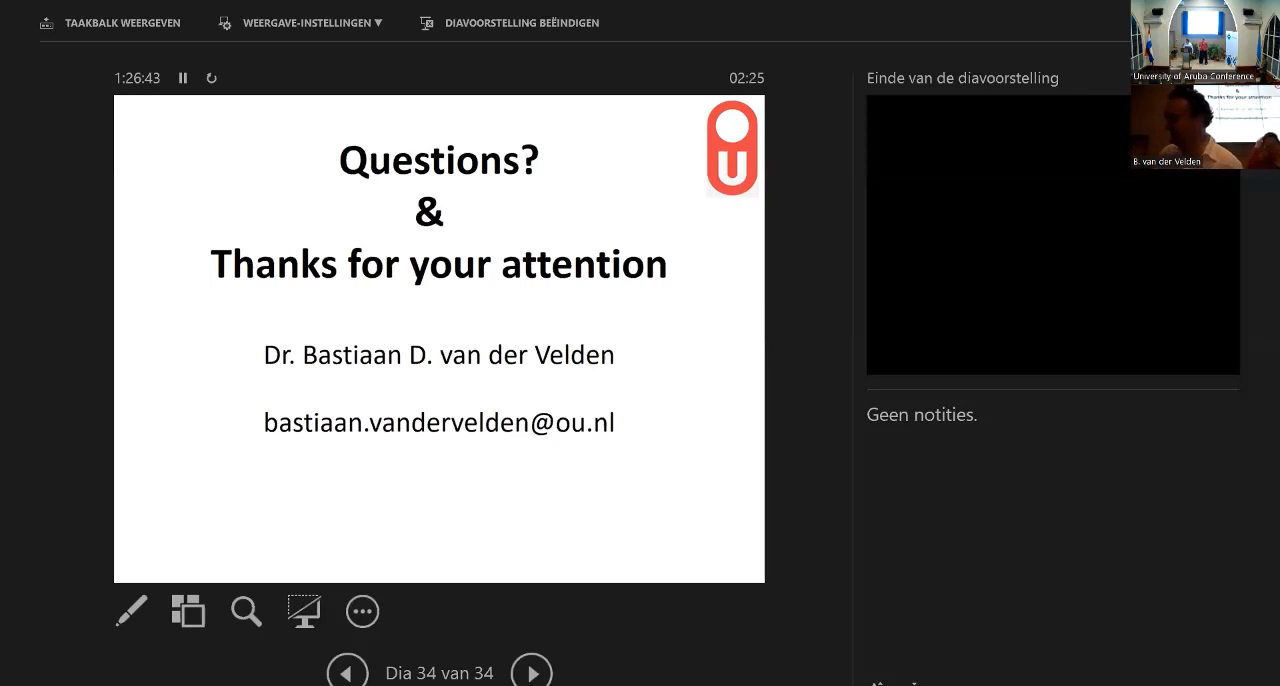 TAAKBALK WEERGEVEN
WEERGAVE-INSTELLINGEN ▼
DIAVOORSTELLING BEËINDIGEN
1:26:43
02:25
Questions?
&
Thanks for your attention
Dr. Bastiaan D. van der Velden
bastiaan.vandervelden@ou.nl
U
Einde van de diavoorstelling
University of Aruba Conference
&
Thanks for your attention
B. van der Velden
Geen notities.
Dia 34 van 34